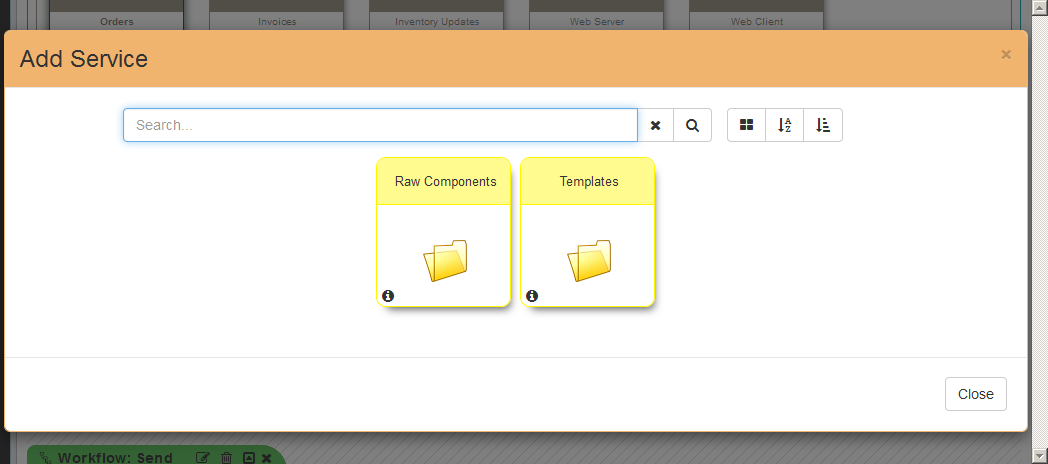 Orders Invoices Inventory Updates Web Server Web Client
Add Service ×
Search...
Raw Components Templates
Close
Workflow: Send